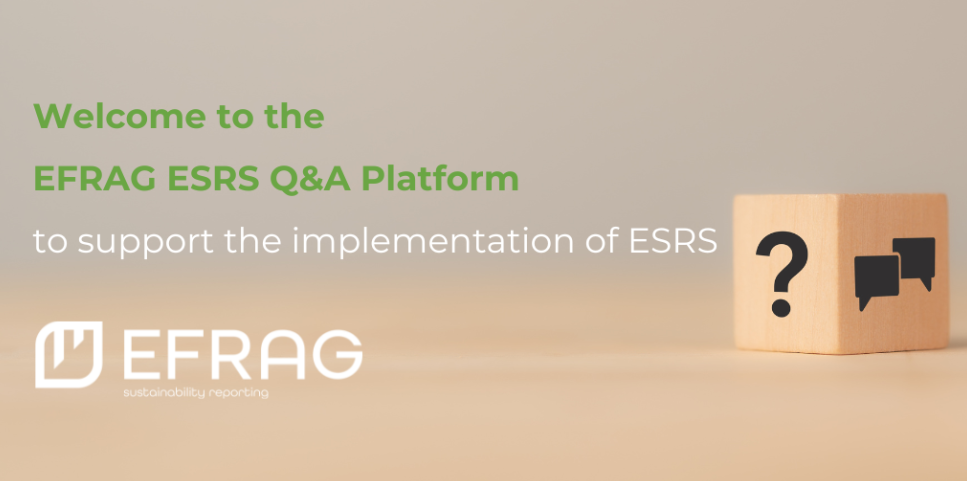 Welcome to the
EFRAG ESRS Q&A Platform
to support the implementation of ESRS
?
EFRAG
sustainability reporting